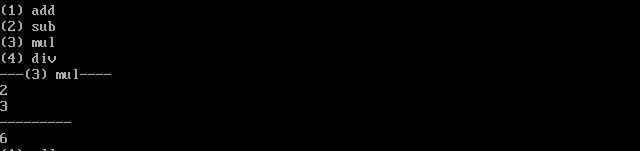 (1) add
(2) sub
(3) mul
(4) div
---(3) mul----
2
3
---------
6